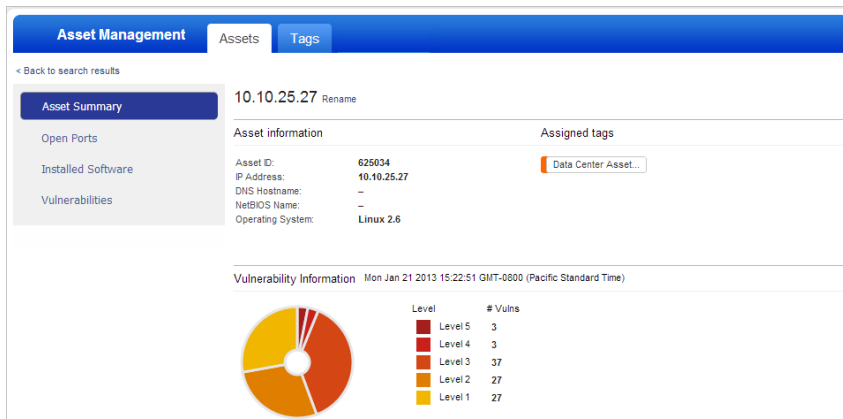 Asset Management
Assets
Tags
< Back to search results
Asset Summary
Open Ports
Installed Software
Vulnerabilities
10.10.25.27 Rename
Asset information
Assigned tags
Asset ID: 625034
IP Address: 10.10.25.27
DNS Hostname: –
NetBIOS Name: –
Operating System: Linux 2.6
Data Center Asset...
Vulnerability Information Mon Jan 21 2013 15:22:51 GMT-0800 (Pacific Standard Time)
Level # Vulns
Level 5 3
Level 4 3
Level 3 37
Level 2 27
Level 1 27